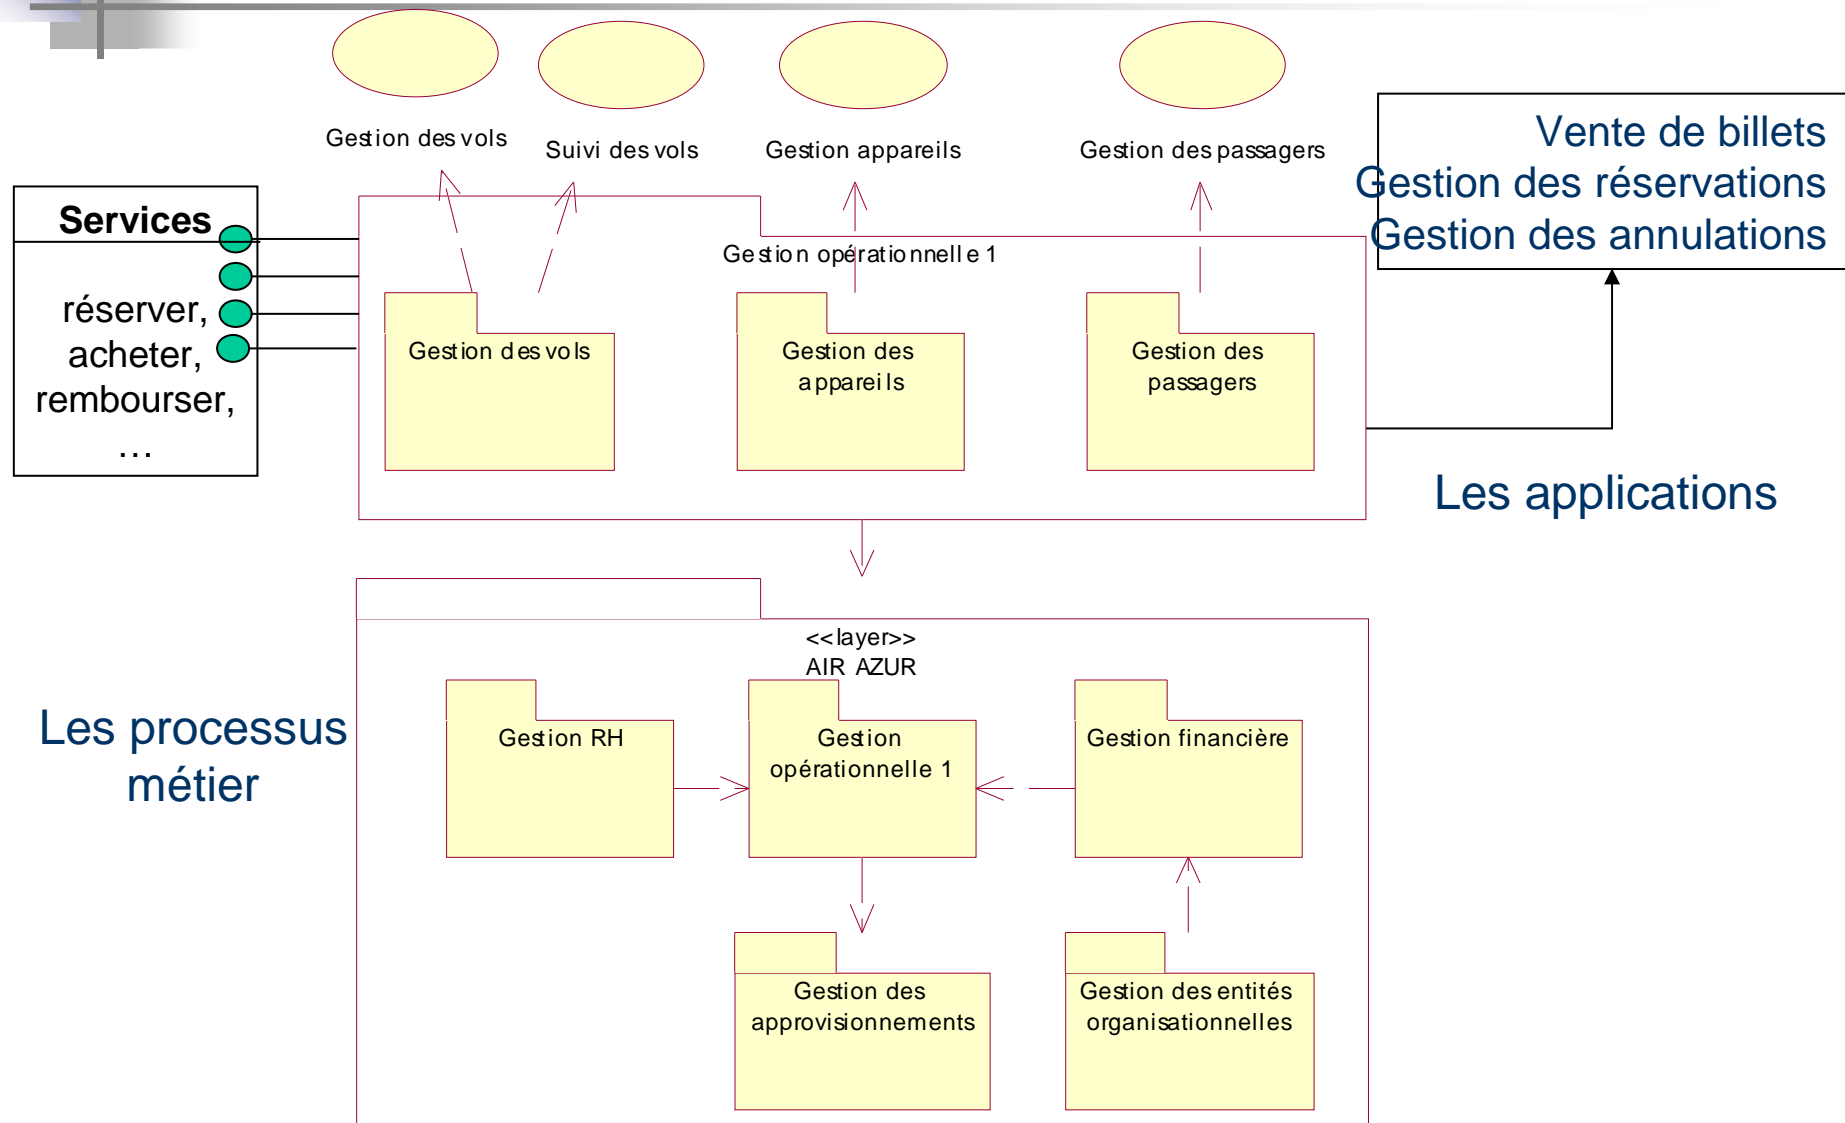 Gestion des vols
Suivi des vols
Gestion appareils
Gestion des passagers
Vente de billets
Gestion des réservations
Gestion des annulations
Services
réserver,
acheter,
rembourser,
…
Gestion opérationnelle 1
Gestion des vols
Gestion des
appareils
Gestion des
passagers
Les applications
<<layer>>
AIR AZUR
Les processus
métier
Gestion RH
Gestion
opérationnelle 1
Gestion financière
Gestion des
approvisionnements
Gestion des entités
organisationnelles